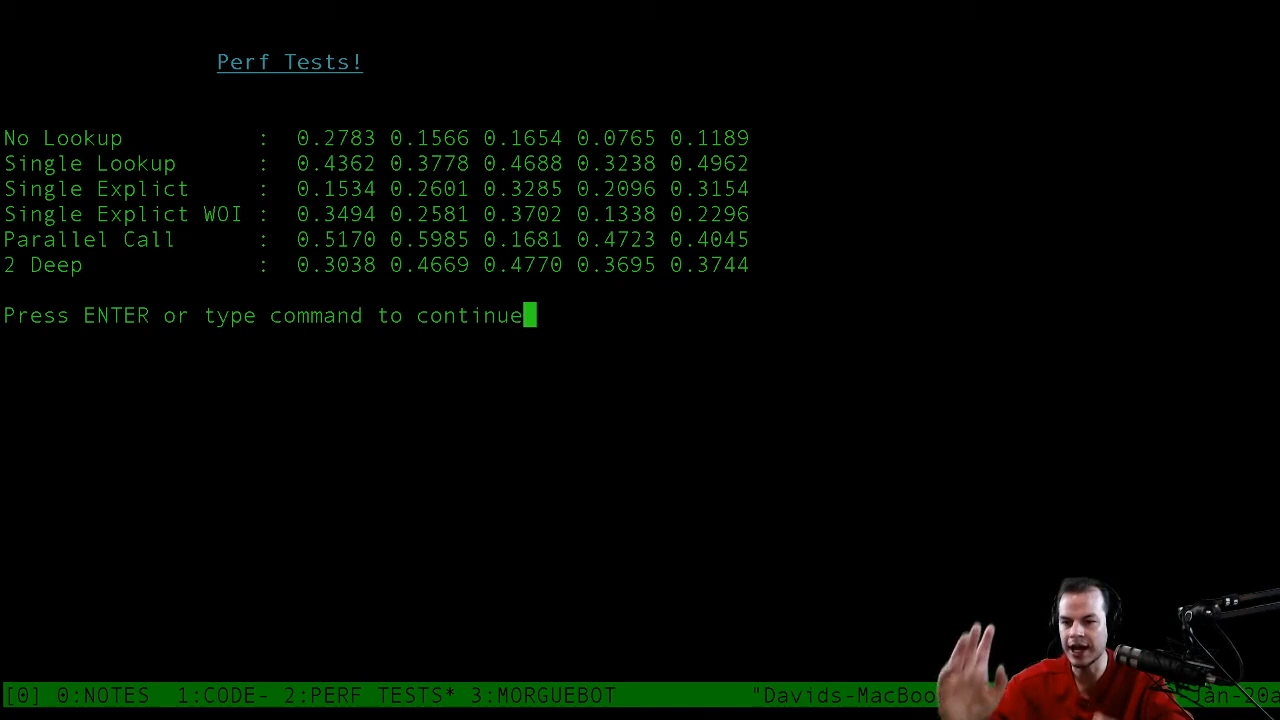 Perf Tests!
No Lookup : 0.2783 0.1566 0.1654 0.0765 0.1189
Single Lookup : 0.4362 0.3778 0.4688 0.3238 0.4962
Single Explict : 0.1534 0.2601 0.3285 0.2096 0.3154
Single Explict WOI : 0.3494 0.2581 0.3702 0.1338 0.2296
Parallel Call : 0.5170 0.5985 0.1681 0.4723 0.4045
2 Deep : 0.3038 0.4669 0.4770 0.3695 0.3744
Press ENTER or type command to continue
[0] 0:NOTES 1:CODE- 2:PERF TESTS* 3:MORGUEBOT "Davids-MacBoo